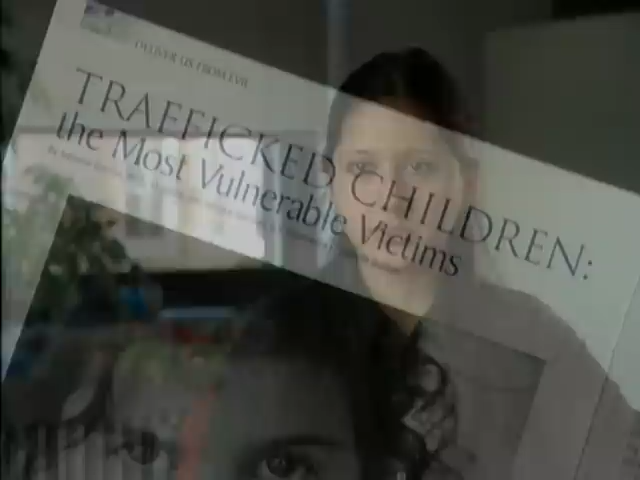 DELIVER US FROM EVIL
TRAFFICKED CHILDREN:
the Most Vulnerable Victims